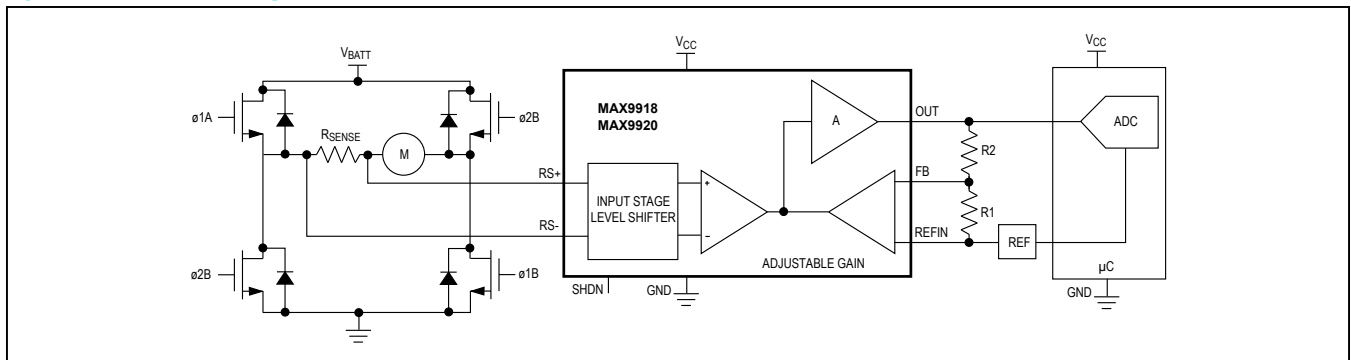 VBATT
ø1A
ø2B
RSENSE
M
ø2B
ø1B
VCC
MAX9918
MAX9920
RS+
RS-
INPUT STAGE
LEVEL SHIFTER
+
−
A
ADJUSTABLE GAIN
SHDN
GND
OUT
FB
REFIN
R2
R1
REF
VCC
ADC
µC
GND